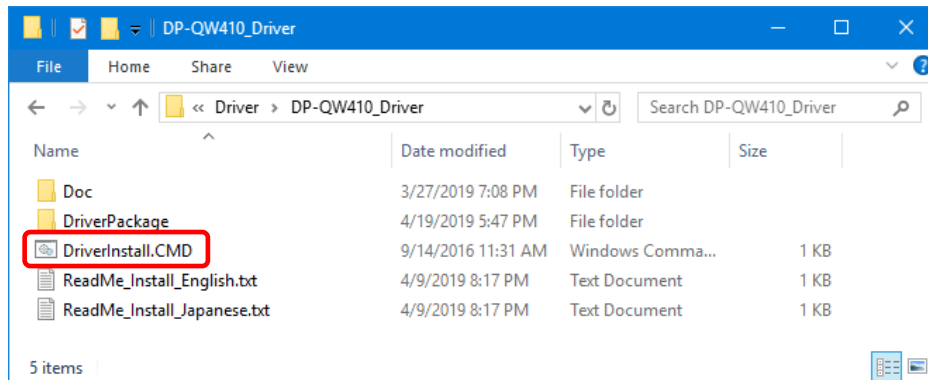 DP-QW410_Driver
File Home Share View
« Driver > DP-QW410_Driver Search DP-QW410_Driver
Name Date modified Type Size
Doc 3/27/2019 7:08 PM File folder
DriverPackage 4/19/2019 5:47 PM File folder
DriverInstall.CMD 9/14/2016 11:31 AM Windows Comma... 1 KB
ReadMe_Install_English.txt 4/9/2019 8:17 PM Text Document 1 KB
ReadMe_Install_Japanese.txt 4/9/2019 8:17 PM Text Document 1 KB
5 items